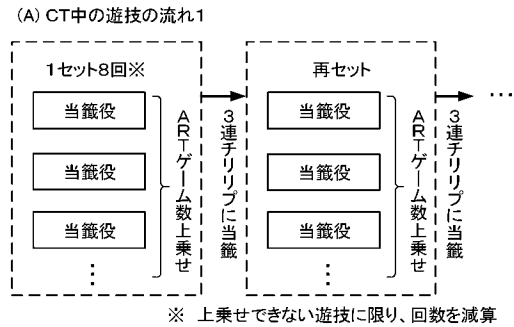 (A) CT中の遊技の流れ1
1セット8回※
当籤役
当籤役
当籤役
⋮
ARTゲーム数上乗せ
3連チリリプに当籤
再セット
当籤役
当籤役
当籤役
⋮
ARTゲーム数上乗せ
3連チリリプに当籤
…
※ 上乗せできない遊技に限り、回数を減算